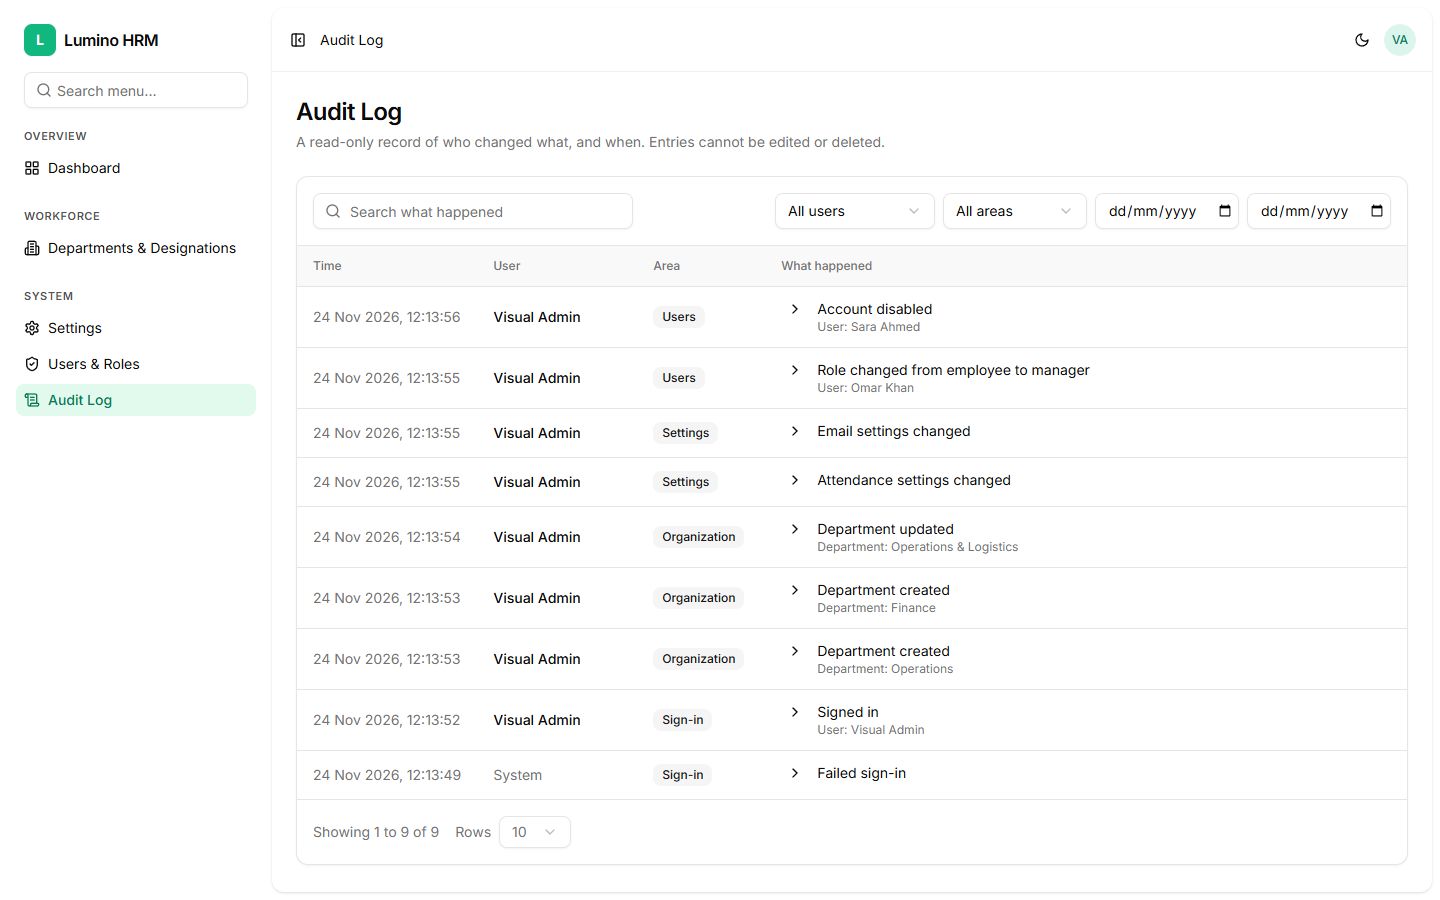 L Lumino HRM
Search menu...
OVERVIEW
Dashboard
WORKFORCE
Departments & Designations
SYSTEM
Settings
Users & Roles
Audit Log
Audit Log
VA
Audit Log
A read-only record of who changed what, and when. Entries cannot be edited or deleted.
Search what happened
All users
All areas
dd/mm/yyyy
dd/mm/yyyy
Time User Area What happened
24 Nov 2026, 12:13:56 Visual Admin Users Account disabled
User: Sara Ahmed
24 Nov 2026, 12:13:55 Visual Admin Users Role changed from employee to manager
User: Omar Khan
24 Nov 2026, 12:13:55 Visual Admin Settings Email settings changed
24 Nov 2026, 12:13:55 Visual Admin Settings Attendance settings changed
24 Nov 2026, 12:13:54 Visual Admin Organization Department updated
Department: Operations & Logistics
24 Nov 2026, 12:13:53 Visual Admin Organization Department created
Department: Finance
24 Nov 2026, 12:13:53 Visual Admin Organization Department created
Department: Operations
24 Nov 2026, 12:13:52 Visual Admin Sign-in Signed in
User: Visual Admin
24 Nov 2026, 12:13:49 System Sign-in Failed sign-in
Showing 1 to 9 of 9 Rows 10